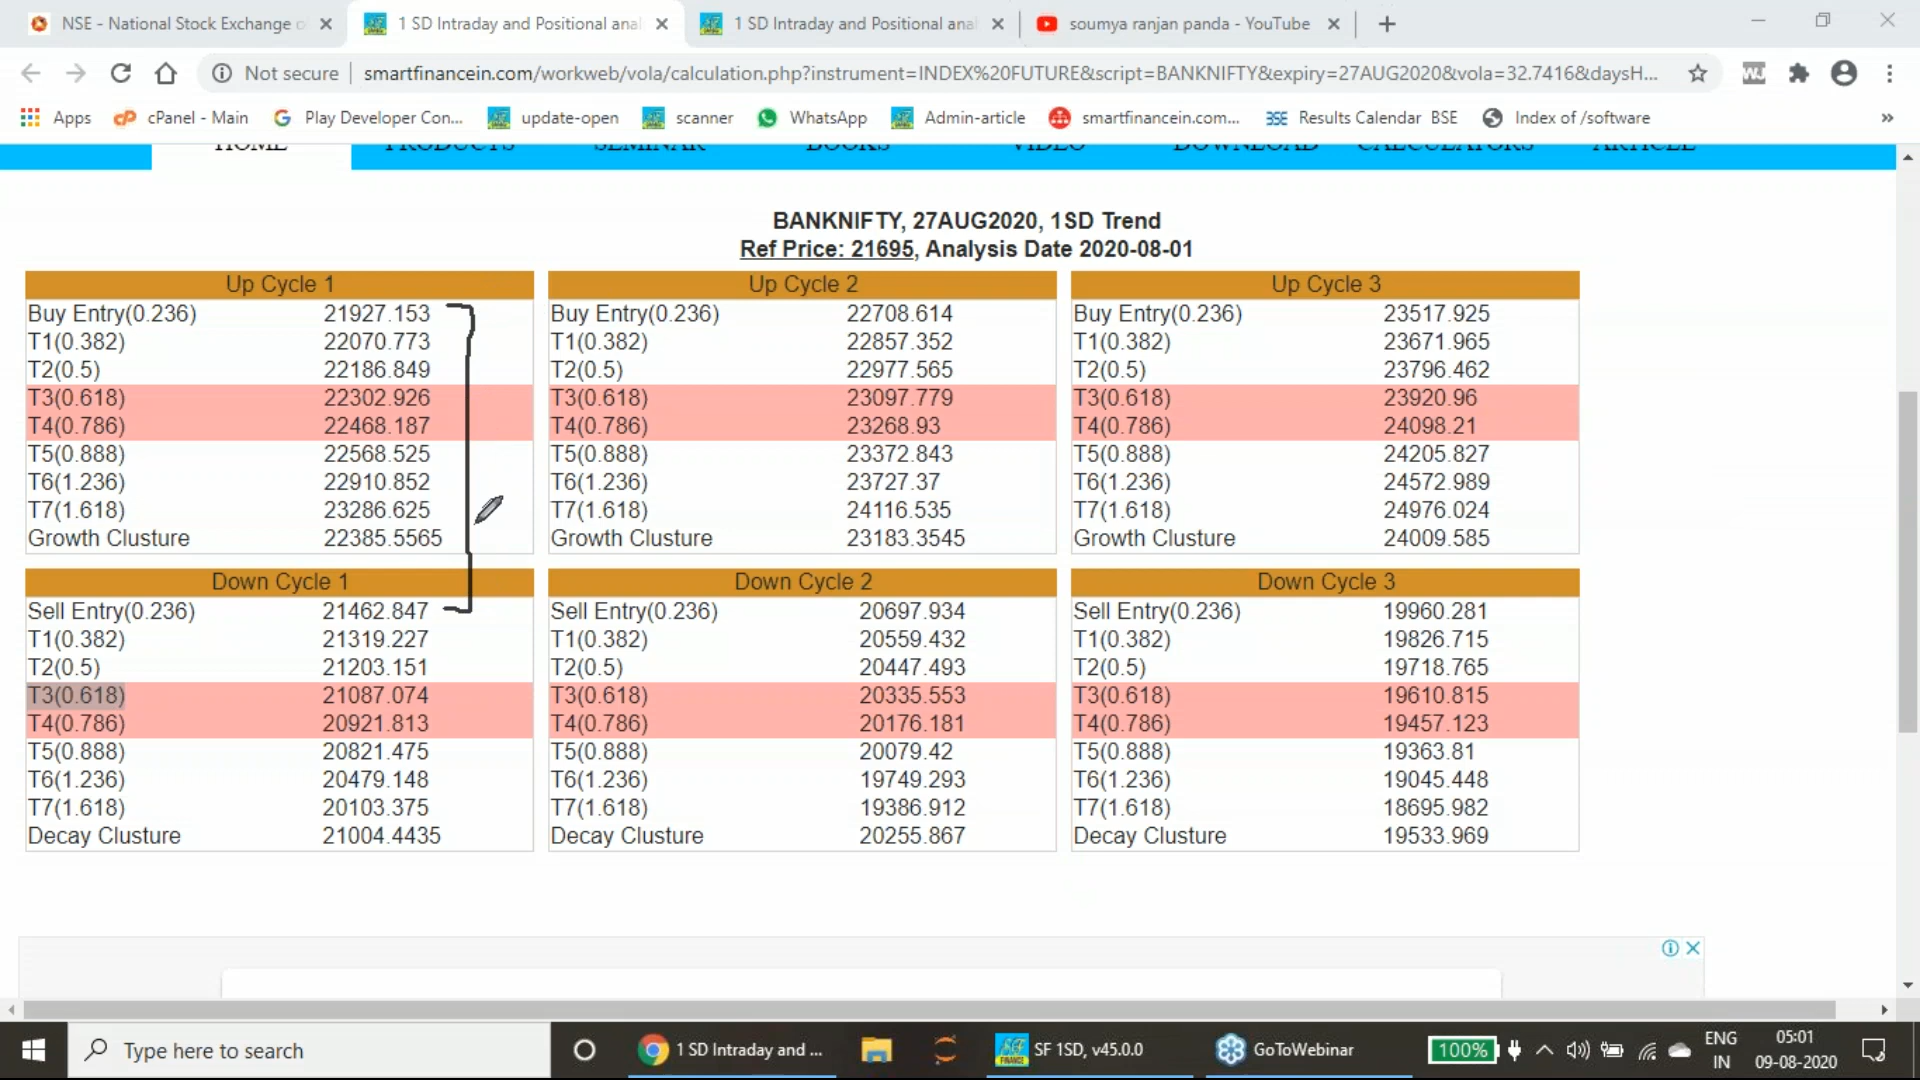 NSE - National Stock Exchange o
1 SD Intraday and Positional anal
1 SD Intraday and Positional anal
soumya ranjan panda - YouTube
Not secure
smartfinancein.com/workweb/vola/calculation.php?instrument=INDEX%20FUTURE&script=BANKNIFTY&expiry=27AUG2020&vola=32.7416&daysH...
Apps
cPanel - Main
Play Developer Con...
update-open
scanner
WhatsApp
Admin-article
smartfinancein.com...
Results Calendar BSE
Index of /software
»
HOME
PRODUCTS
SEMINAR
BOOKS
VIDEO
DOWNLOAD
CALCULATORS
ARTICLE
BANKNIFTY, 27AUG2020, 1SD Trend
Ref Price: 21695, Analysis Date 2020-08-01
Up Cycle 1
Buy Entry(0.236) 21927.153
T1(0.382) 22070.773
T2(0.5) 22186.849
T3(0.618) 22302.926
T4(0.786) 22468.187
T5(0.888) 22568.525
T6(1.236) 22910.852
T7(1.618) 23286.625
Growth Clusture 22385.5565
Up Cycle 2
Buy Entry(0.236) 22708.614
T1(0.382) 22857.352
T2(0.5) 22977.565
T3(0.618) 23097.779
T4(0.786) 23268.93
T5(0.888) 23372.843
T6(1.236) 23727.37
T7(1.618) 24116.535
Growth Clusture 23183.3545
Up Cycle 3
Buy Entry(0.236) 23517.925
T1(0.382) 23671.965
T2(0.5) 23796.462
T3(0.618) 23920.96
T4(0.786) 24098.21
T5(0.888) 24205.827
T6(1.236) 24572.989
T7(1.618) 24976.024
Growth Clusture 24009.585
Down Cycle 1
Sell Entry(0.236) 21462.847
T1(0.382) 21319.227
T2(0.5) 21203.151
T3(0.618) 21087.074
T4(0.786) 20921.813
T5(0.888) 20821.475
T6(1.236) 20479.148
T7(1.618) 20103.375
Decay Clusture 21004.4435
Down Cycle 2
Sell Entry(0.236) 20697.934
T1(0.382) 20559.432
T2(0.5) 20447.493
T3(0.618) 20335.553
T4(0.786) 20176.181
T5(0.888) 20079.42
T6(1.236) 19749.293
T7(1.618) 19386.912
Decay Clusture 20255.867
Down Cycle 3
Sell Entry(0.236) 19960.281
T1(0.382) 19826.715
T2(0.5) 19718.765
T3(0.618) 19610.815
T4(0.786) 19457.123
T5(0.888) 19363.81
T6(1.236) 19045.448
T7(1.618) 18695.982
Decay Clusture 19533.969
Type here to search
1 SD Intraday and ...
SF 1SD, v45.0.0
GoToWebinar
100%
ENG
IN
05:01
09-08-2020